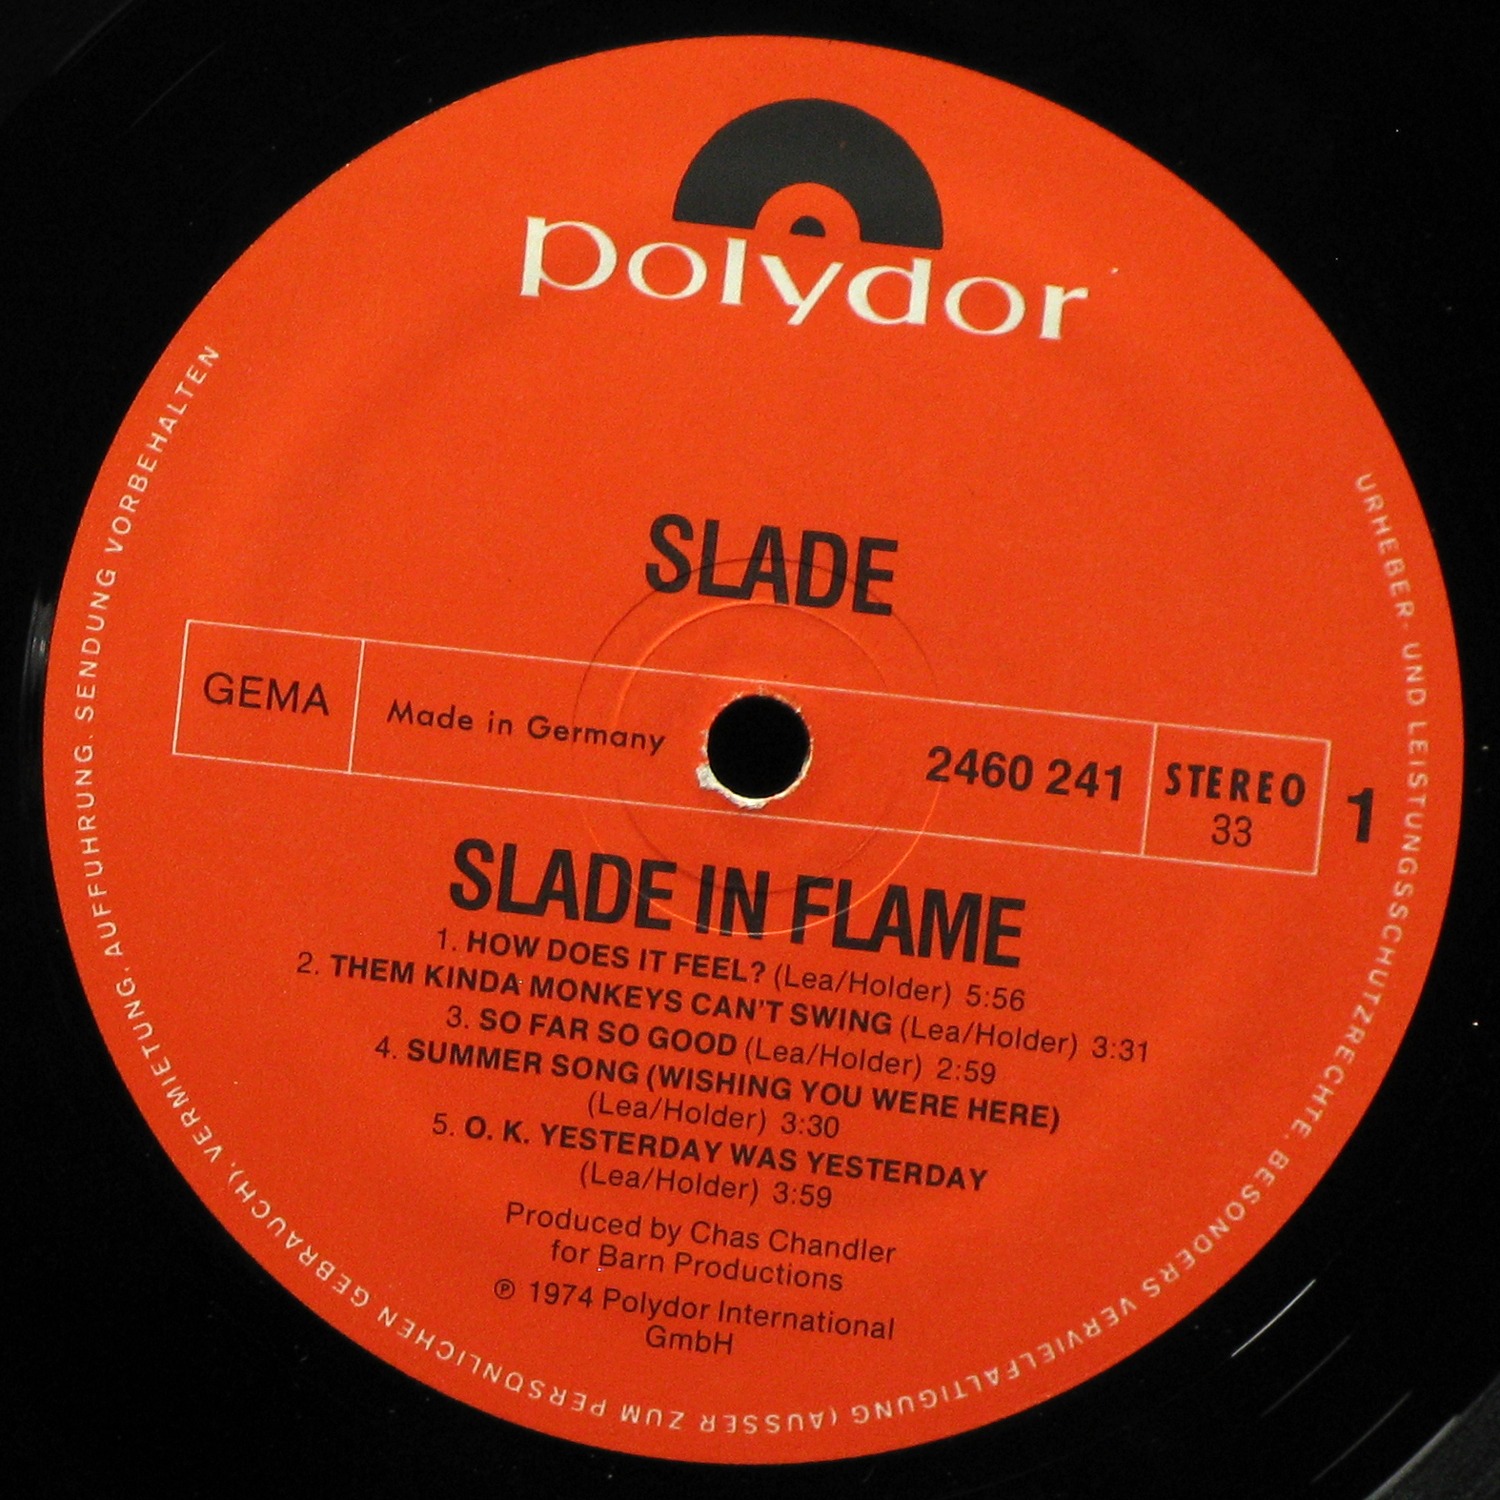 polydor
SLADE
GEMA
Made in Germany
2460 241
STEREO
33
1
SLADE IN FLAME
1. HOW DOES IT FEEL? (Lea/Holder) 5:56
2. THEM KINDA MONKEYS CAN'T SWING (Lea/Holder) 3:31
3. SO FAR SO GOOD (Lea/Holder) 2:59
4. SUMMER SONG (WISHING YOU WERE HERE)
(Lea/Holder) 3:30
5. O. K. YESTERDAY WAS YESTERDAY
(Lea/Holder) 3:59
Produced by Chas Chandler
for Barn Productions
℗ 1974 Polydor International
GmbH
URHEBER- UND LEISTUNGSSCHUTZRECHTE, BESONDERS VERVIELFÄLTIGUNG (AUSSER ZUM PERSÖNLICHEN GEBRAUCH), VERMIETUNG, AUFFÜHRUNG, SENDUNG VORBEHALTEN